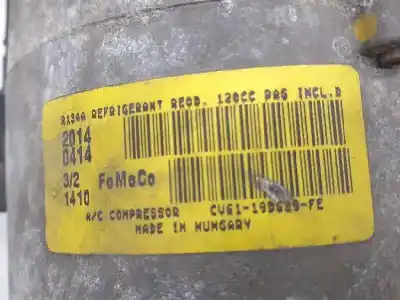 R134A REFRIGERANT REQD. 120CC PAG INCL.D
2014
0414
3/2 FoMoCo
1410
A/C COMPRESSOR CV61-19D629-FE
MADE IN HUNGARY